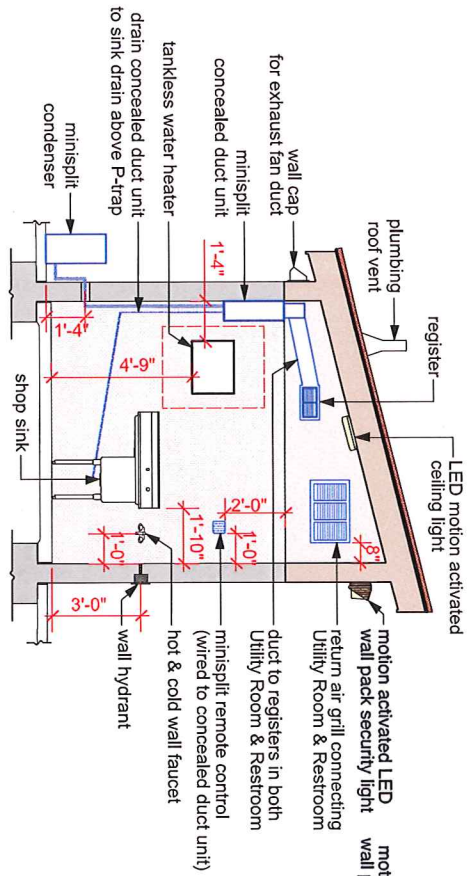 plumbing
roof vent
register
LED motion activated
ceiling light
wall cap
for exhaust fan duct
minisplit
concealed duct unit
tankless water heater
drain concealed duct unit
to sink drain above P-trap
minisplit
condenser
shop sink
motion activated LED
wall pack security light
mot
wall p
return air grill connecting
Utility Room & Restroom
duct to registers in both
Utility Room & Restroom
minisplit remote control
(wired to concealed duct unit)
hot & cold wall faucet
wall hydrant
1'-4"
1'-4"
4'-9"
2'-0"
8"
1'-0"
1'-10"
1'-0"
3'-0"